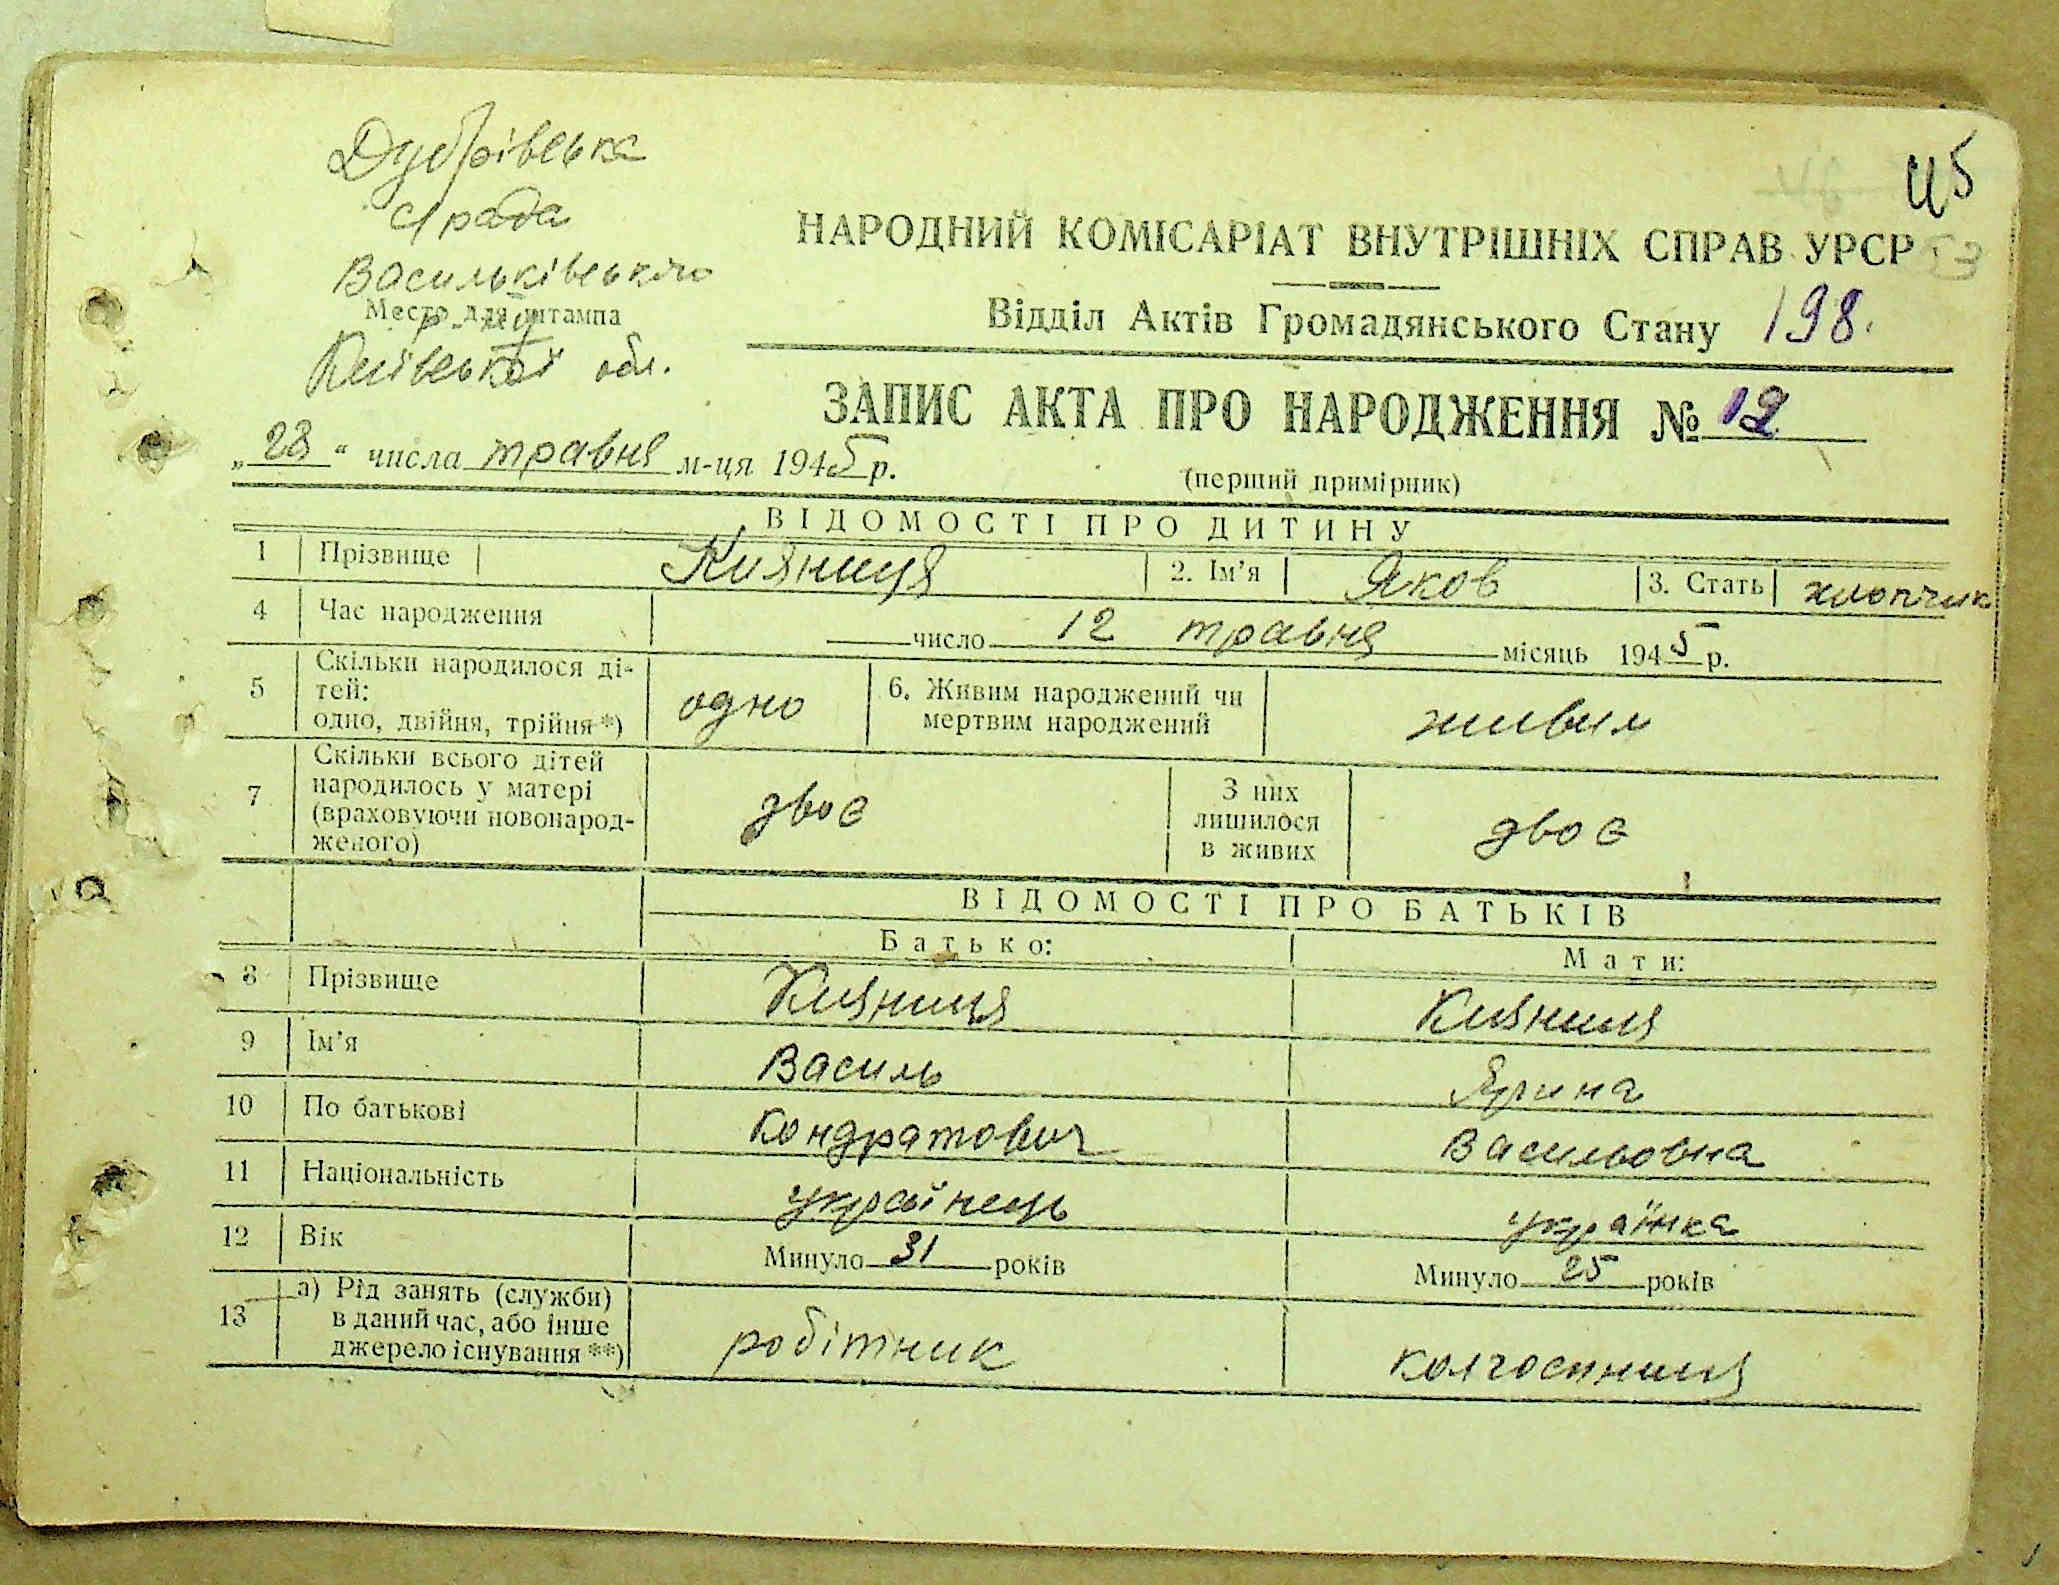 45
Дубрівська
с/рада
Васильківського
Место для штампа
р-ну
Київської обл.
НАРОДНИЙ КОМІСАРІАТ ВНУТРІШНІХ СПРАВ УРСР
Відділ Актів Громадянського Стану 198.
ЗАПИС АКТА ПРО НАРОДЖЕННЯ № 12
„ 28 “ числа травня м-ця 1945 р.
(перший примірник)
ВІДОМОСТІ ПРО ДИТИНУ
1 Прізвище Кияниця 2. Ім’я Яков 3. Стать хлопчик
4 Час народження число 12 травня місяць 1945 р.
5 Скільки народилося ді-
тей:
одно, двійня, трійня *) одно 6. Живим народжений чи
мертвим народжений живим
7 Скільки всього дітей
народилось у матері
(враховуючи новонарод-
женого) двоє З них
лишилося
в живих двоє
ВІДОМОСТІ ПРО БАТЬКІВ
Батько: Мати:
8 Прізвище Кияниця Кияниця
9 Ім’я Василь Ярина
10 По батькові Кондратович Васильовна
11 Національність українець українка
12 Вік Минуло 31 років Минуло 25 років
13 а) Рід занять (служби)
в даний час, або інше
джерело існування **) робітник колгоспниця